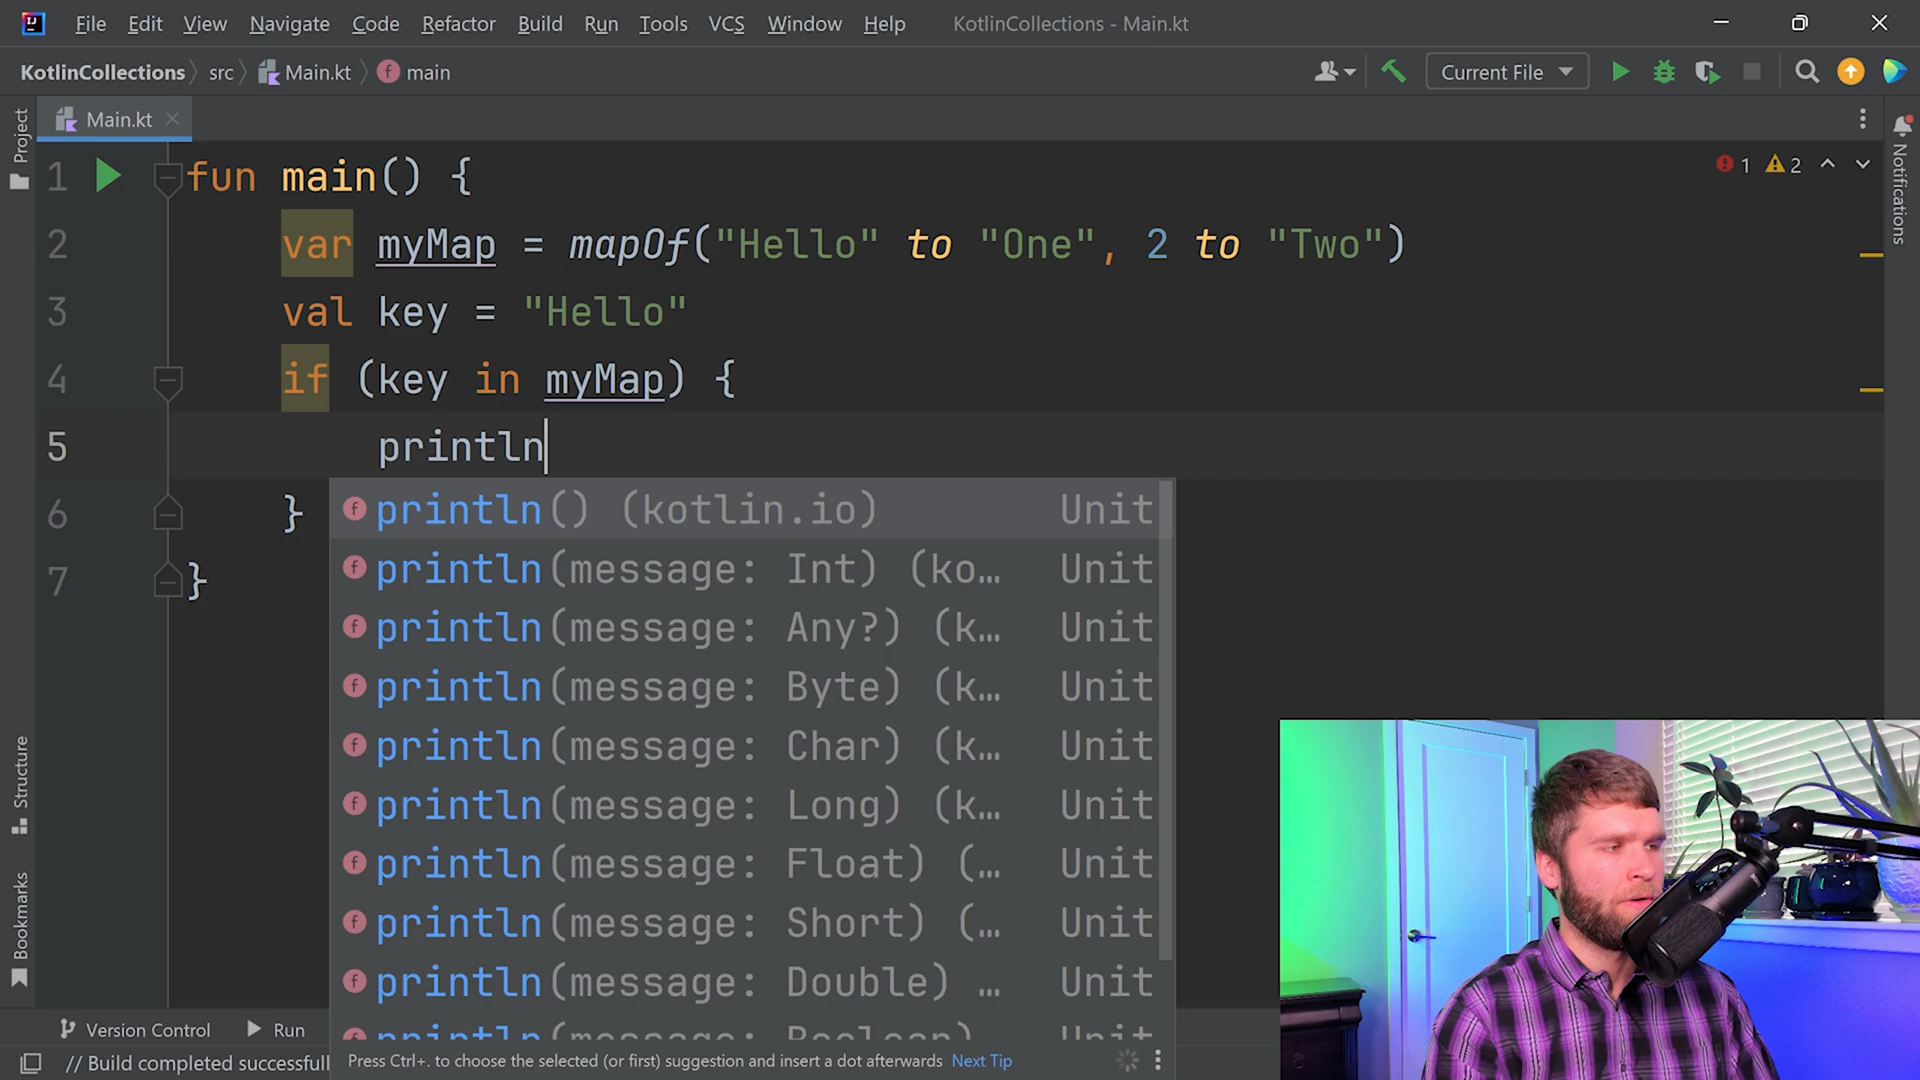 File Edit View Navigate Code Refactor Build Run Tools VCS Window Help KotlinCollections - Main.kt
KotlinCollections src Main.kt main Current File
Main.kt
Project
Notifications
1 fun main() {
1 2
2 var myMap = mapOf("Hello" to "One", 2 to "Two")
3 val key = "Hello"
4 if (key in myMap) {
5 println
6 }
7 }
println() (kotlin.io) Unit
println(message: Int) (ko… Unit
println(message: Any?) (k… Unit
println(message: Byte) (k… Unit
println(message: Char) (k… Unit
println(message: Long) (k… Unit
println(message: Float) (… Unit
println(message: Short) (… Unit
println(message: Double) … Unit
println(message: Boolean) Unit
Press Ctrl+. to choose the selected (or first) suggestion and insert a dot afterwards Next Tip
Structure
Bookmarks
Version Control Run
// Build completed successfull